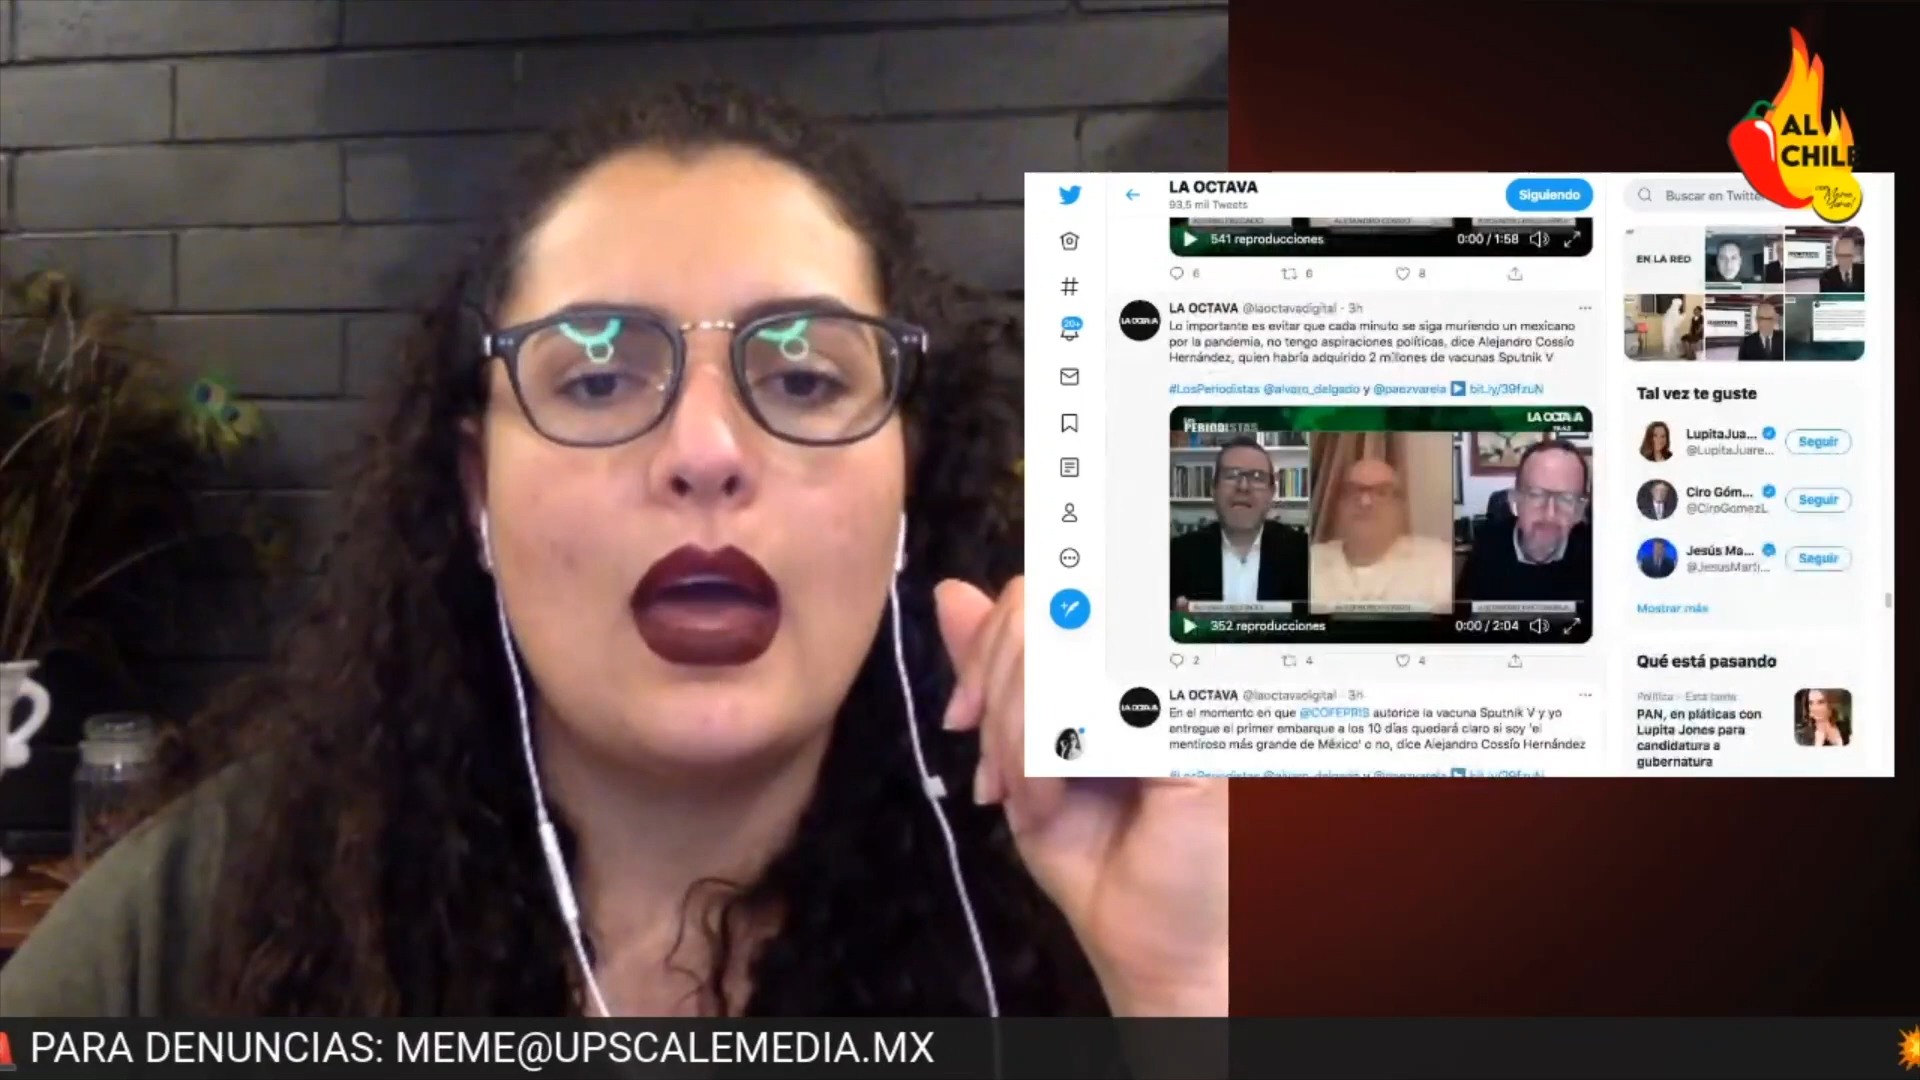 AL
CHILE
LA OCTAVA
93,5 mil Tweets
Siguiendo
541 reproducciones
0:00 / 1:58
6
6
8
LA OCTAVA @laoctavadigital · 3h
Lo importante es evitar que cada minuto se siga muriendo un mexicano
por la pandemia, no tengo aspiraciones políticas, dice Alejandro Cossío
Hernández, quien habría adquirido 2 millones de vacunas Sputnik V
#LosPeriodistas @alvaro_delgado y @paezvarela ▶ bit.ly/39fzuN
PERIODISTAS
LA OCTAVA
352 reproducciones
0:00 / 2:04
2
4
4
LA OCTAVA @laoctavadigital · 3h
En el momento en que @COFEPRIS autorice la vacuna Sputnik V y yo
entregue el primer embarque a los 10 días quedará claro si soy 'el
mentiroso más grande de México' o no, dice Alejandro Cossío Hernández
20+
Buscar en Twitter
EN LA RED
Tal vez te guste
LupitaJua...
@LupitaJuare...
Seguir
Ciro Góm...
@CiroGomezL
Seguir
Jesús Ma...
@JesusMarti...
Seguir
Mostrar más
Qué está pasando
Política · Esta tarde
PAN, en pláticas con
Lupita Jones para
candidatura a
gubernatura
PARA DENUNCIAS: MEME@UPSCALEMEDIA.MX